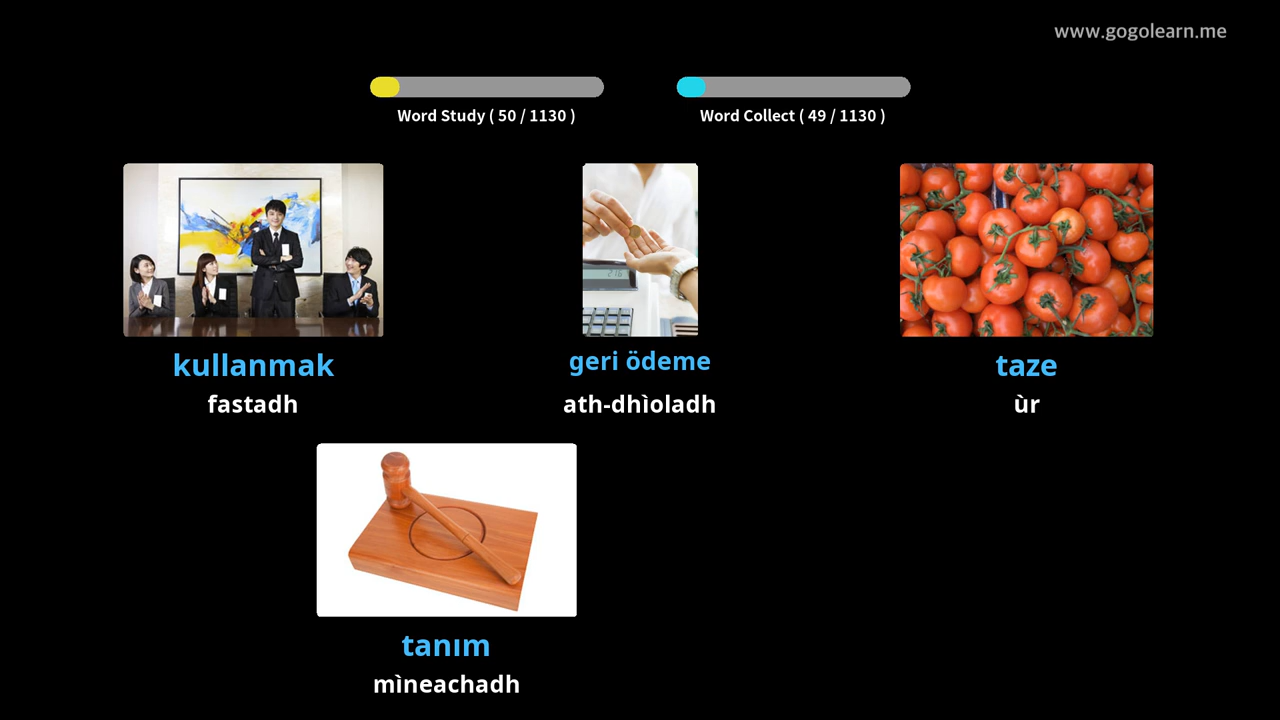 www.gogolearn.me
Word Study ( 50 / 1130 )
Word Collect ( 49 / 1130 )
kullanmak
fastadh
geri ödeme
ath-dhìoladh
taze
ùr
tanım
mìneachadh